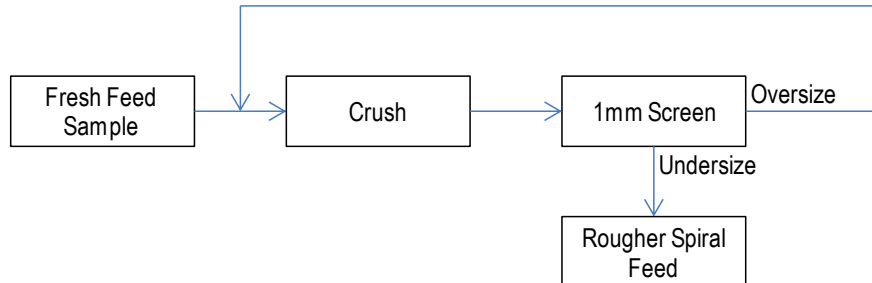 Fresh Feed
Sample
Crush
1mm Screen
Oversize
Undersize
Rougher Spiral
Feed